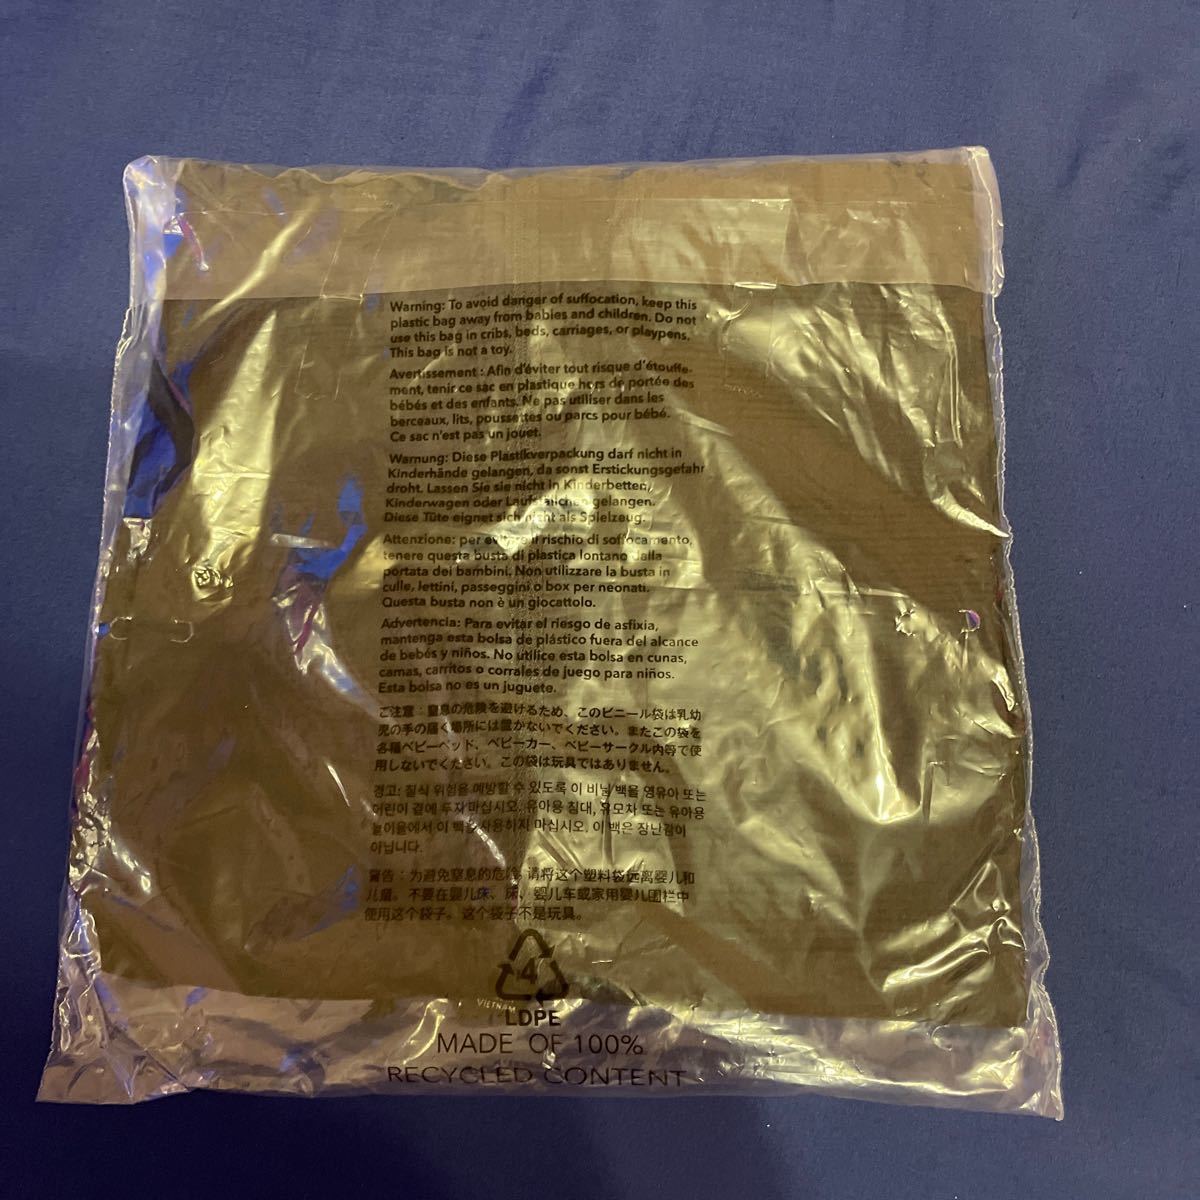 Warning: To avoid danger of suffocation, keep this
plastic bag away from babies and children. Do not
use this bag in cribs, beds, carriages, or playpens,
This bag is not a toy.
Avertissement : Afin d'éviter tout risque d'étouffe-
ment, tenir ce sac en plastique hors de portée des
bébés et des enfants. Ne pas utiliser dans les
berceaux, lits, poussettes ou parcs pour bébé.
Ce sac n'est pas un jouet.
Warnung: Diese Plastikverpackung darf nicht in
Kinderhände gelangen, da sonst Erstickungsgefahr
droht. Lassen Sie sie nicht in Kinderbetten,
Kinderwagen oder Laufställchen gelangen.
Diese Tüte eignet sich nicht als Spielzeug.
Attenzione: per evitare il rischio di soffocamento,
tenere questa busta di plastica lontano dalla
portata dei bambini. Non utilizzare la busta in
culle, lettini, passeggini o box per neonati.
Questa busta non è un giocattolo.
Advertencia: Para evitar el riesgo de asfixia,
mantenga esta bolsa de plástico fuera del alcance
de bebés y niños. No utilice esta bolsa en cunas,
camas, carritos o corrales de juego para niños.
Esta bolsa no es un juguete.
ご注意：窒息の危険を避けるため、このビニール袋は乳幼
児の手の届く場所には置かないでください。またこの袋を
各種ベビーベッド、ベビーカー、ベビーサークル内等で使
用しないでください。この袋は玩具ではありません。
경고: 질식 위험을 예방할 수 있도록 이 비닐 백을 영유아 또는
어린이 곁에 두지 마십시오. 유아용 침대, 유모차 또는 유아용
놀이울에서 이 백을 사용하지 마십시오. 이 백은 장난감이
아닙니다.
警告：为避免窒息的危险, 请将这个塑料袋远离婴儿和
儿童。不要在婴儿床、床、婴儿车或家用婴儿围栏中
使用这个袋子。这个袋子不是玩具。
4
VIETNAM
LDPE
MADE OF 100%
RECYCLED CONTENT